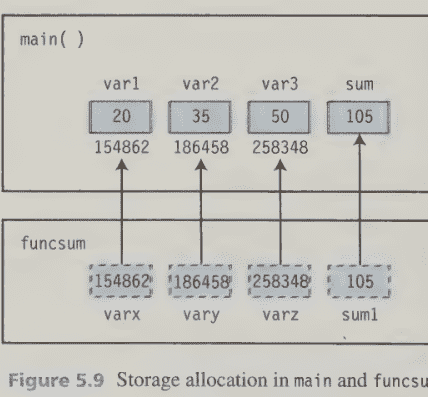 main( )
var1 var2 var3 sum
20 35 50 105
154862 186458 258348
funcsum
154862 186458 258348 105
varx vary varz sum1
Figure 5.9 Storage allocation in main and funcsu